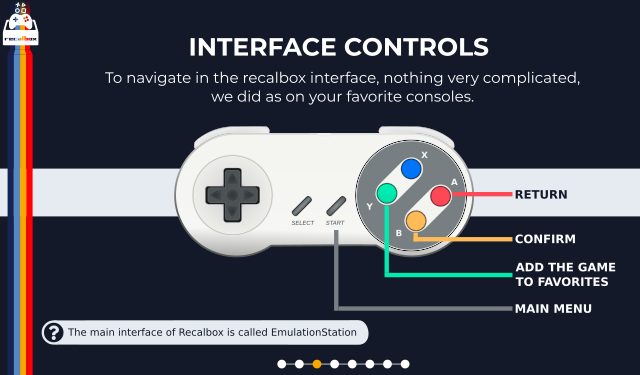 recalbox
INTERFACE CONTROLS
To navigate in the recalbox interface, nothing very complicated,
we did as on your favorite consoles.
X
A
Y
B
SELECT
START
RETURN
CONFIRM
ADD THE GAME
TO FAVORITES
MAIN MENU
? The main interface of Recalbox is called EmulationStation